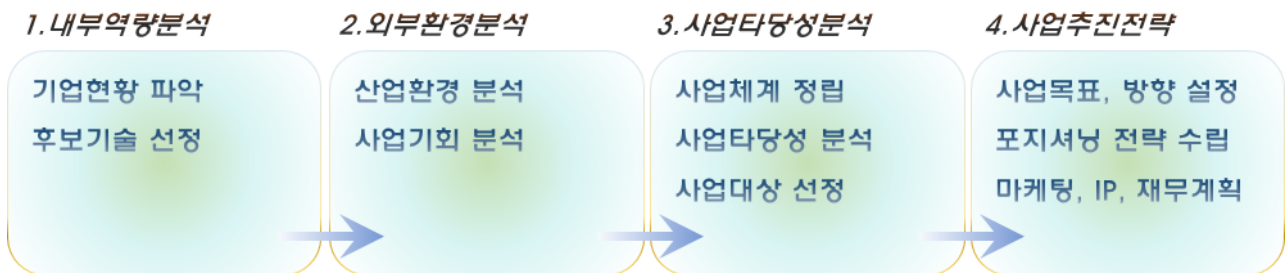 1.내부역량분석
기업현황 파악
후보기술 선정
2.외부환경분석
산업환경 분석
사업기회 분석
3.사업타당성분석
사업체계 정립
사업타당성 분석
사업대상 선정
4.사업추진전략
사업목표, 방향 설정
포지셔닝 전략 수립
마케팅, IP, 재무계획